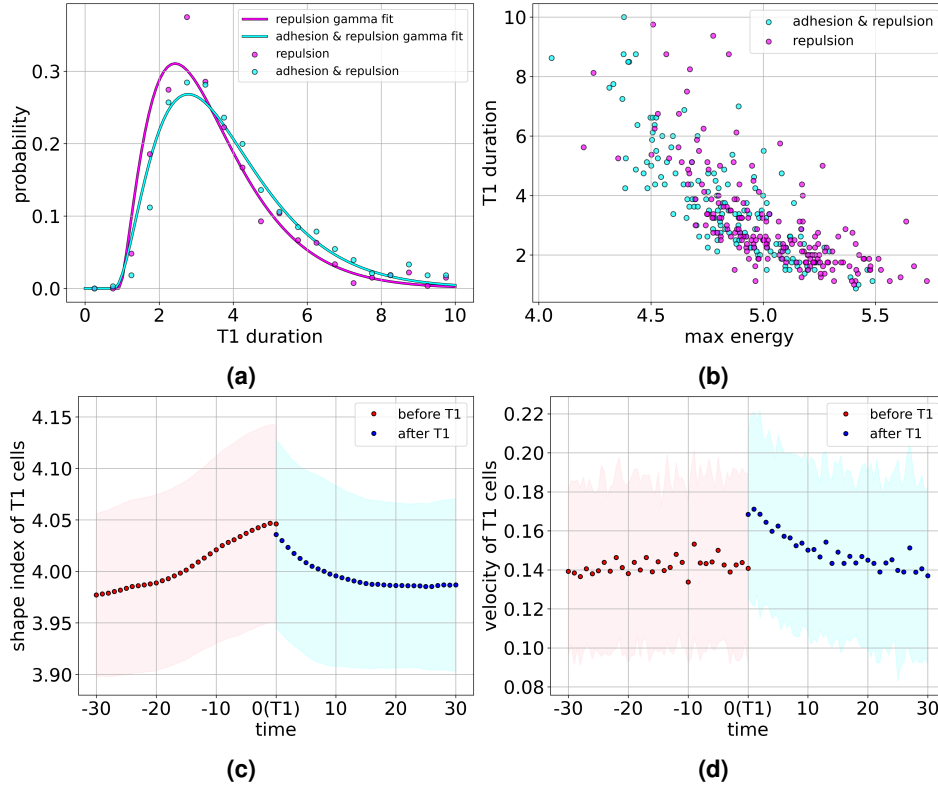 repulsion gamma fit
adhesion & repulsion gamma fit
repulsion
adhesion & repulsion
probability
0.3
0.2
0.1
0.0
0 2 4 6 8 10
T1 duration
(a)
adhesion & repulsion
repulsion
T1 duration
10
8
6
4
2
4.0 4.5 5.0 5.5
max energy
(b)
before T1
after T1
shape index of T1 cells
4.15
4.10
4.05
4.00
3.95
3.90
-30 -20 -10 0(T1) 10 20 30
time
(c)
before T1
after T1
velocity of T1 cells
0.22
0.20
0.18
0.16
0.14
0.12
0.10
0.08
-30 -20 -10 0(T1) 10 20 30
time
(d)